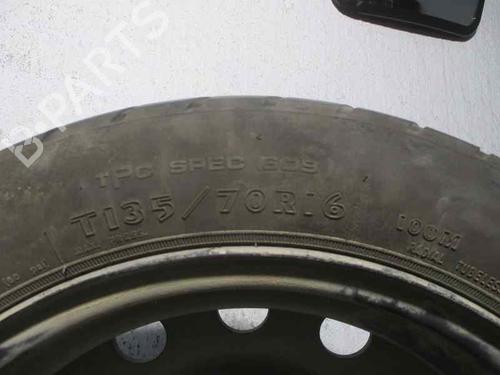 B-PARTS
TPC SPEC 609
T135/70R16 100M
RADIAL TUBELESS